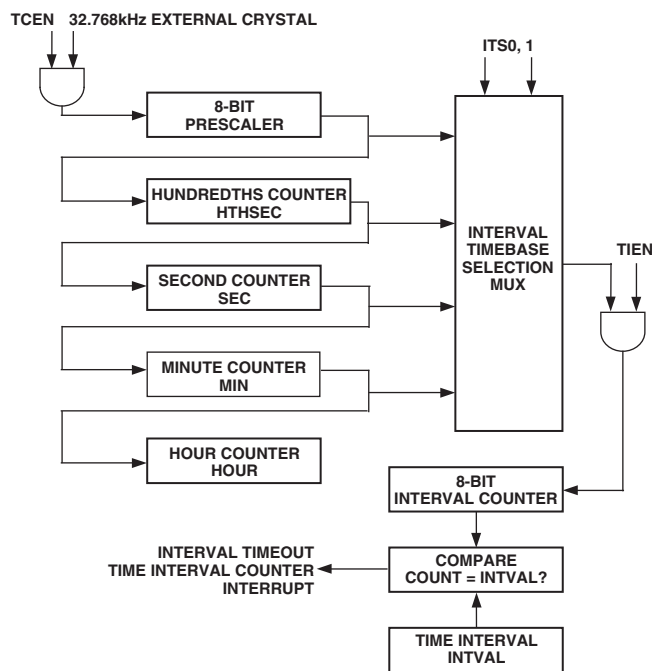 TCEN 32.768kHz EXTERNAL CRYSTAL
ITS0, 1
8-BIT
PRESCALER
HUNDREDTHS COUNTER
HTHSEC
INTERVAL
TIMEBASE
SELECTION
MUX
TIEN
SECOND COUNTER
SEC
MINUTE COUNTER
MIN
HOUR COUNTER
HOUR
8-BIT
INTERVAL COUNTER
INTERVAL TIMEOUT
TIME INTERVAL COUNTER
INTERRUPT
COMPARE
COUNT = INTVAL?
TIME INTERVAL
INTVAL